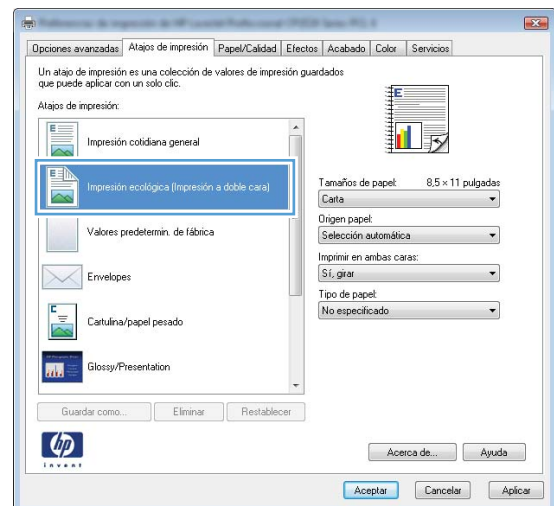 Opciones avanzadas Atajos de impresión Papel/Calidad Efectos Acabado Color Servicios
Un atajo de impresión es una colección de valores de impresión guardados
que puede aplicar con un solo clic.
Atajos de impresión:
Impresión cotidiana general
Impresión ecológica (Impresión a doble cara)
Valores predetermin. de fábrica
Envelopes
Cartulina/papel pesado
Glossy/Presentation
E
Tamaños de papel: 8,5 × 11 pulgadas
Carta
Origen papel:
Selección automática
Imprimir en ambas caras:
Sí, girar
Tipo de papel:
No especificado
Guardar como... Eliminar Restablecer
hp
invent
Acerca de... Ayuda
Aceptar Cancelar Aplicar